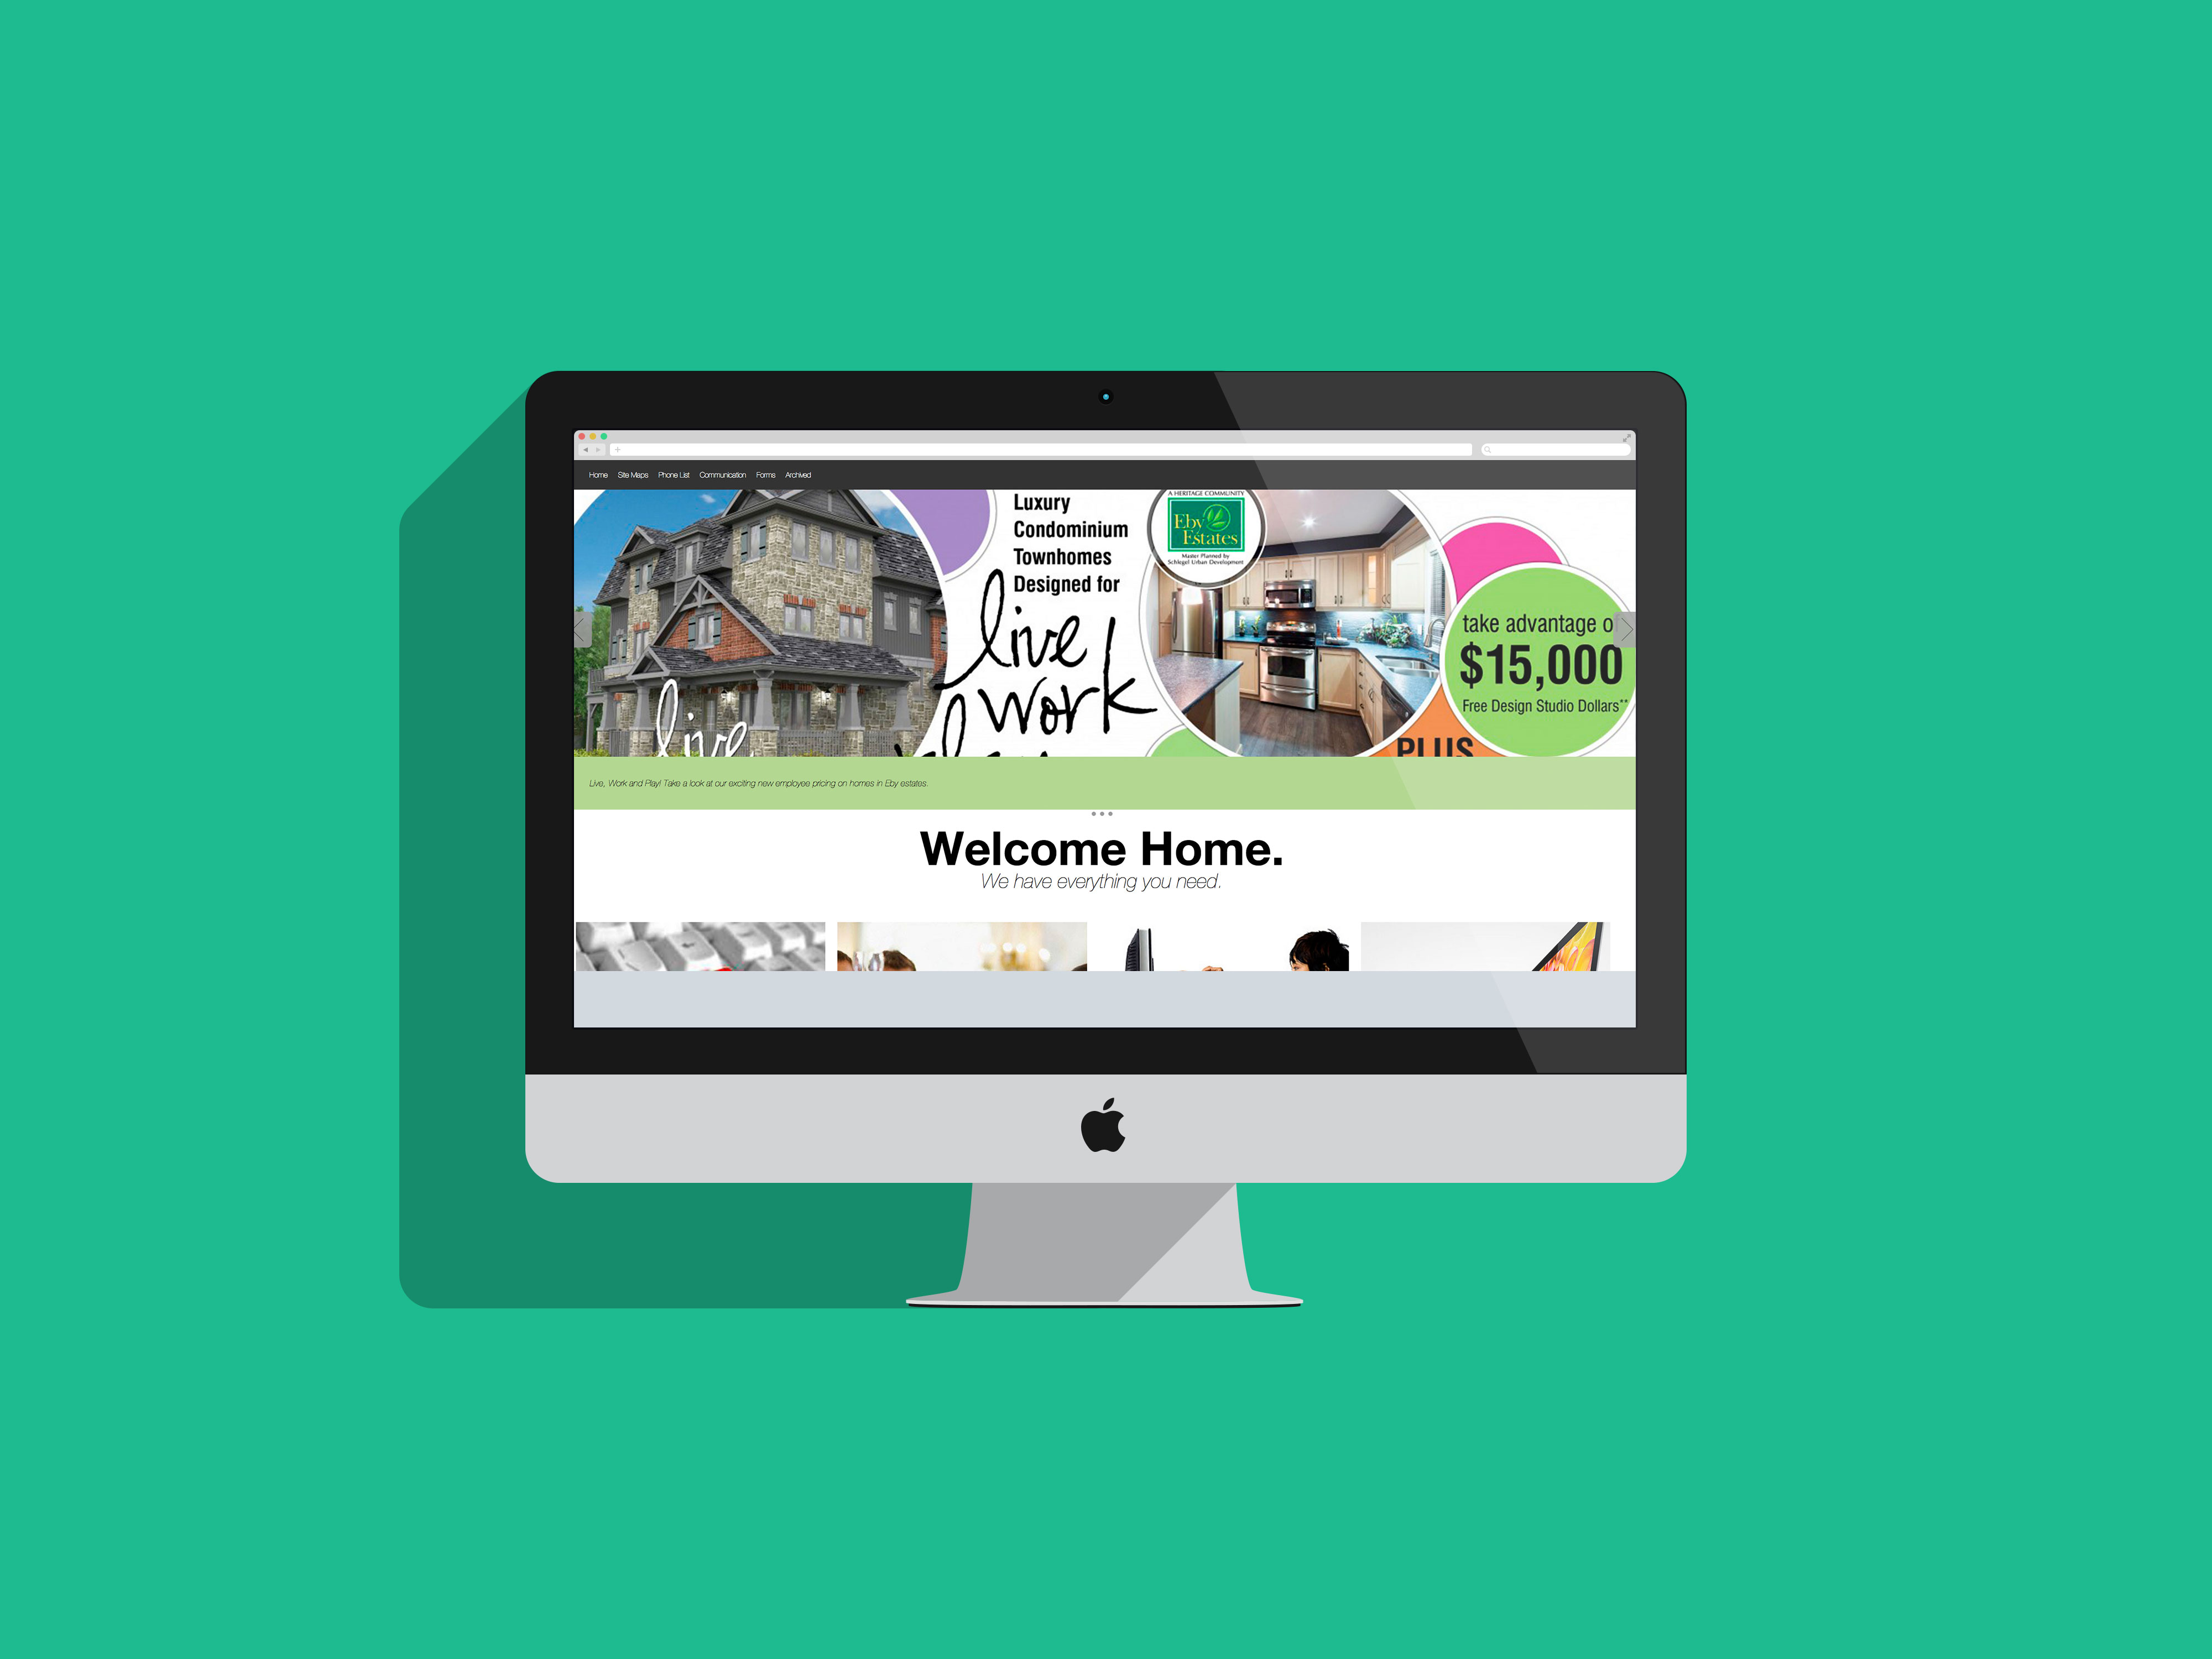 Home Site Maps Phone List Communication Forms Archived
Luxury
Condominium
Townhomes
Designed for
live
work
live
A HERITAGE COMMUNITY
Eby
Estates
Master Planned by
Schlegel Urban Development
take advantage o
$15,000
Free Design Studio Dollars**
PLUS
Live, Work and Play! Take a look at our exciting new employee pricing on homes in Eby estates.
Welcome Home.
We have everything you need.